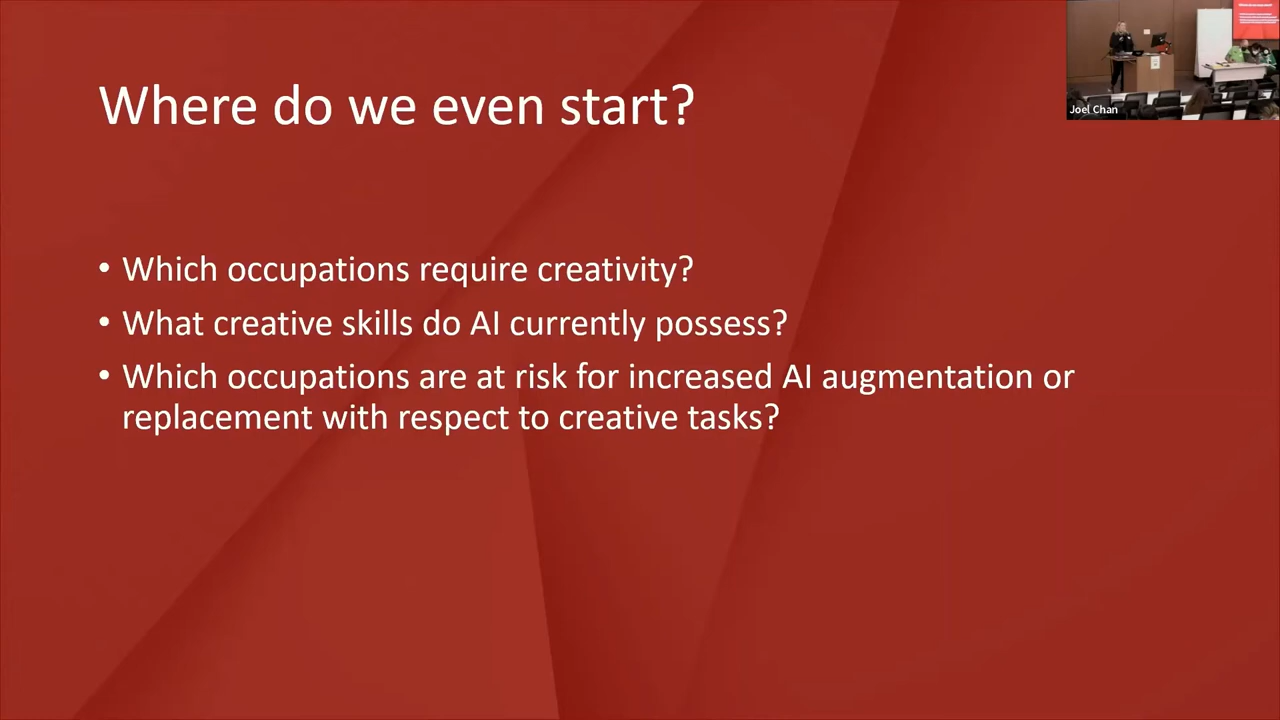 Where do we even start?
• Which occupations require creativity?
• What creative skills do AI currently possess?
• Which occupations are at risk for increased AI augmentation or
replacement with respect to creative tasks?
Joel Chan